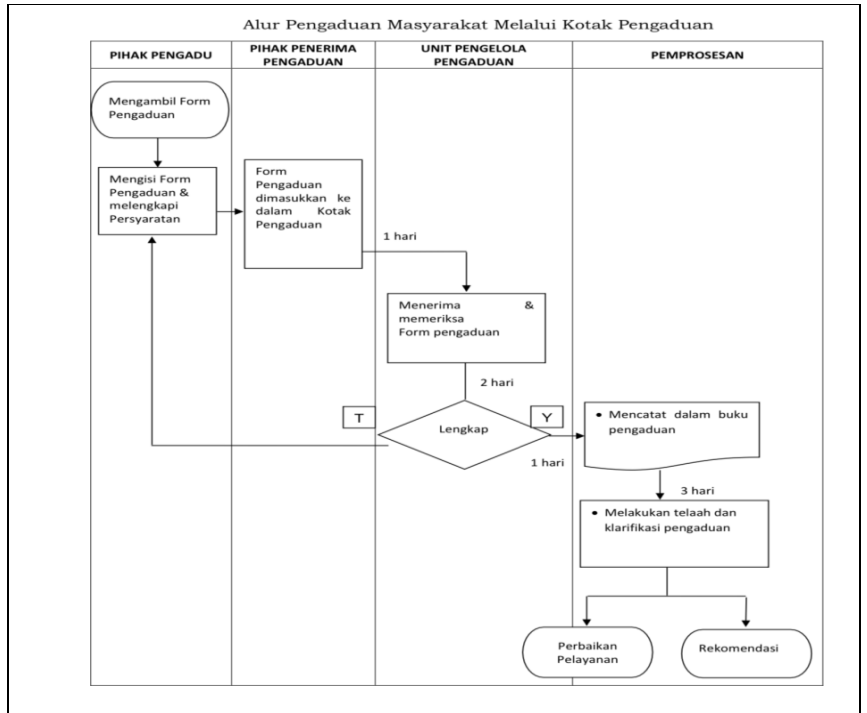 Alur Pengaduan Masyarakat Melalui Kotak Pengaduan
PIHAK PENGADU
PIHAK PENERIMA
PENGADUAN
UNIT PENGELOLA
PENGADUAN
PEMPROSESAN
Mengambil Form
Pengaduan
Mengisi Form
Pengaduan &
melengkapi
Persyaratan
Form
Pengaduan
dimasukkan ke
dalam Kotak
Pengaduan
1 hari
Menerima &
memeriksa
Form pengaduan
2 hari
T
Lengkap
Y
1 hari
• Mencatat dalam buku
pengaduan
3 hari
• Melakukan telaah dan
klarifikasi pengaduan
Perbaikan
Pelayanan
Rekomendasi